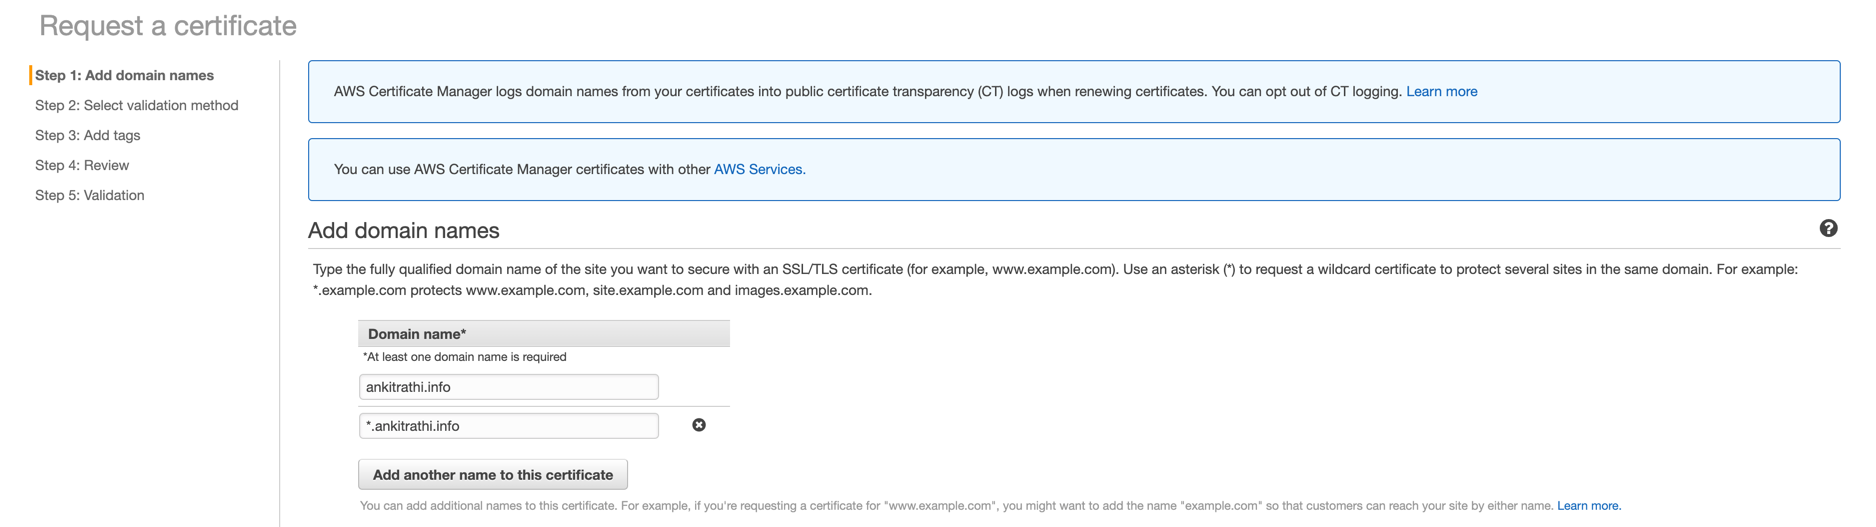 Request a certificate
Step 1: Add domain names
Step 2: Select validation method
Step 3: Add tags
Step 4: Review
Step 5: Validation
AWS Certificate Manager logs domain names from your certificates into public certificate transparency (CT) logs when renewing certificates. You can opt out of CT logging. Learn more
You can use AWS Certificate Manager certificates with other AWS Services.
Add domain names
Type the fully qualified domain name of the site you want to secure with an SSL/TLS certificate (for example, www.example.com). Use an asterisk (*) to request a wildcard certificate to protect several sites in the same domain. For example:
*.example.com protects www.example.com, site.example.com and images.example.com.
Domain name*
*At least one domain name is required
ankitrathi.info
*.ankitrathi.info
Add another name to this certificate
You can add additional names to this certificate. For example, if you're requesting a certificate for "www.example.com", you might want to add the name "example.com" so that customers can reach your site by either name. Learn more.